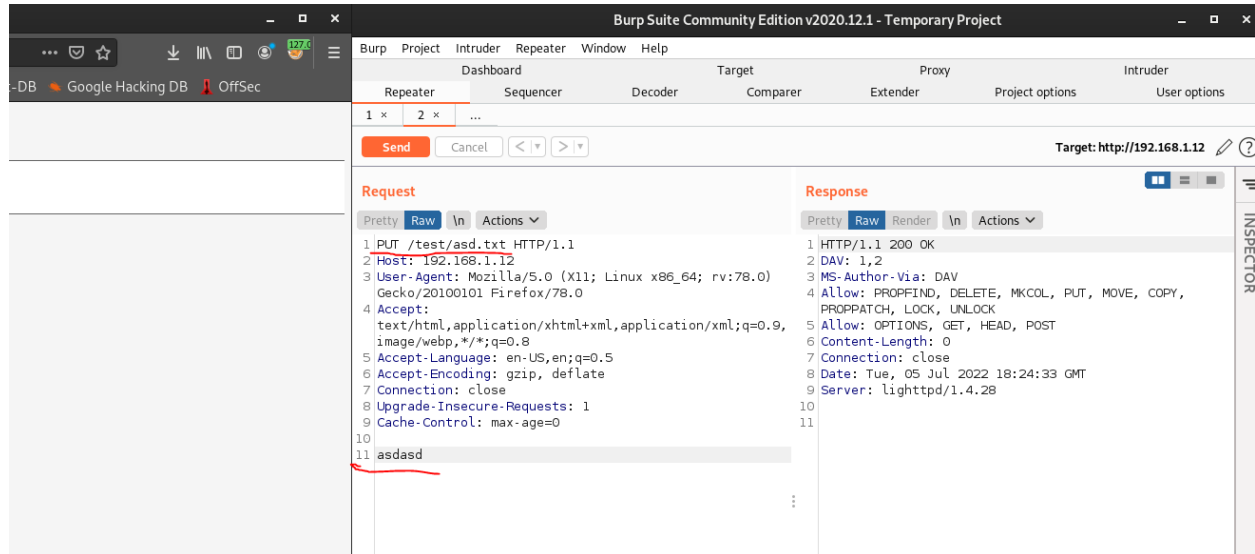 Burp Suite Community Edition v2020.12.1 - Temporary Project
127.
-DB Google Hacking DB OffSec
Burp Project Intruder Repeater Window Help
Dashboard Target Proxy Intruder
Repeater Sequencer Decoder Comparer Extender Project options User options
1 × 2 × ...
Send Cancel < > Target: http://192.168.1.12 ?
Request
Pretty Raw \n Actions
1 PUT /test/asd.txt HTTP/1.1
2 Host: 192.168.1.12
3 User-Agent: Mozilla/5.0 (X11; Linux x86_64; rv:78.0)
Gecko/20100101 Firefox/78.0
4 Accept:
text/html,application/xhtml+xml,application/xml;q=0.9,
image/webp,*/*;q=0.8
5 Accept-Language: en-US,en;q=0.5
6 Accept-Encoding: gzip, deflate
7 Connection: close
8 Upgrade-Insecure-Requests: 1
9 Cache-Control: max-age=0
10
11 asdasd
Response
Pretty Raw Render \n Actions
1 HTTP/1.1 200 OK
2 DAV: 1,2
3 MS-Author-Via: DAV
4 Allow: PROPFIND, DELETE, MKCOL, PUT, MOVE, COPY,
PROPPATCH, LOCK, UNLOCK
5 Allow: OPTIONS, GET, HEAD, POST
6 Content-Length: 0
7 Connection: close
8 Date: Tue, 05 Jul 2022 18:24:33 GMT
9 Server: lighttpd/1.4.28
10
11
INSPECTOR